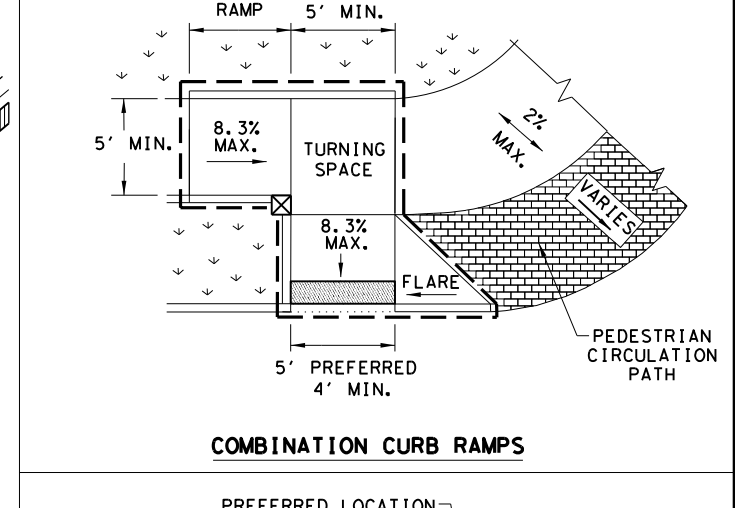 RAMP
5' MIN.
5' MIN.
8.3%
MAX.
TURNING
SPACE
2%
MAX.
VARIES
8.3%
MAX.
FLARE
PEDESTRIAN
CIRCULATION
PATH
5' PREFERRED
4' MIN.
COMBINATION CURB RAMPS
PREFERRED LOCATION